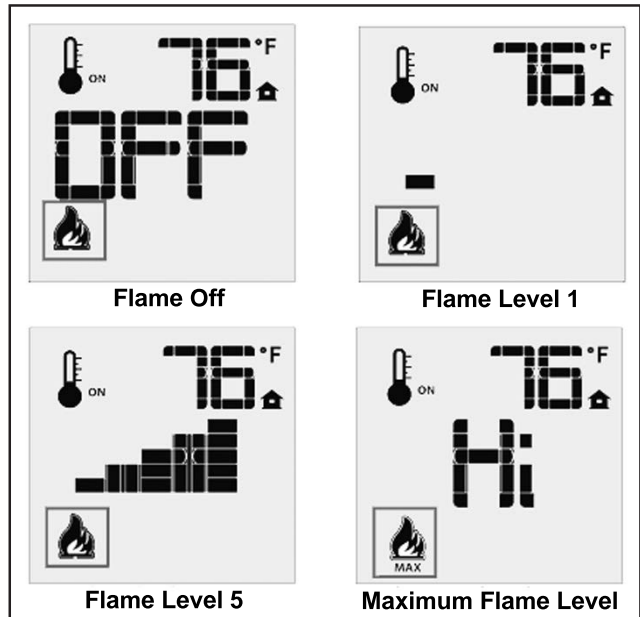 76 °F
ON
OFF
Flame Off
76 °F
ON
Flame Level 1
76 °F
ON
Flame Level 5
76 °F
ON
Hi
MAX
Maximum Flame Level